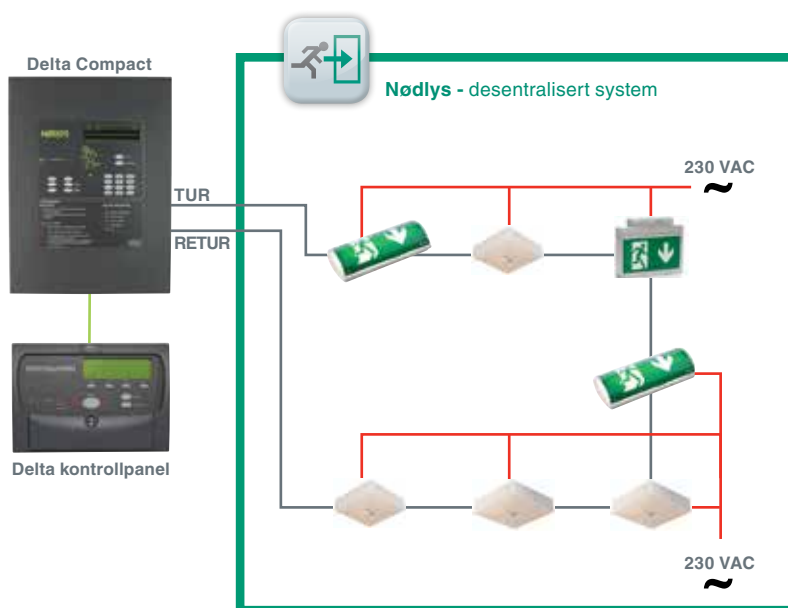 Delta Compact
Nødlys - desentralisert system
230 VAC
~
TUR
RETUR
Delta kontrollpanel
230 VAC
~